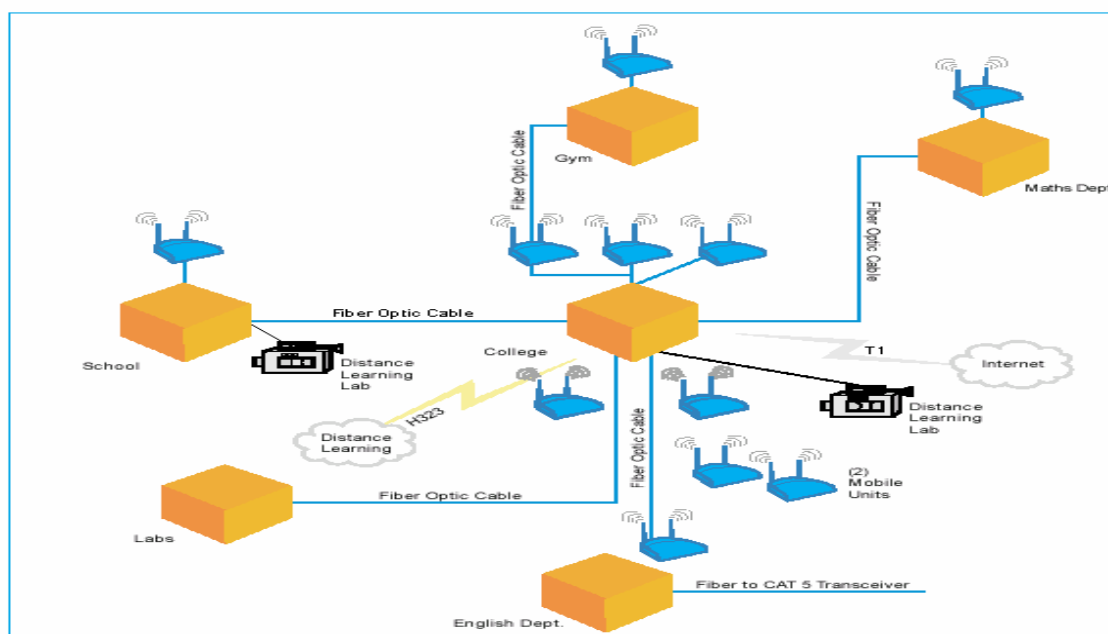 Gym
Fiber Optic Cable
Maths Dept
Fiber Optic Cable
Fiber Optic Cable
School
Distance
Learning
Lab
College
T1
Internet
H323
Distance
Learning
Distance
Learning
Lab
Fiber Optic Cable
Fiber Optic Cable
(2)
Mobile
Units
Labs
Fiber to CAT 5 Transceiver
English Dept.